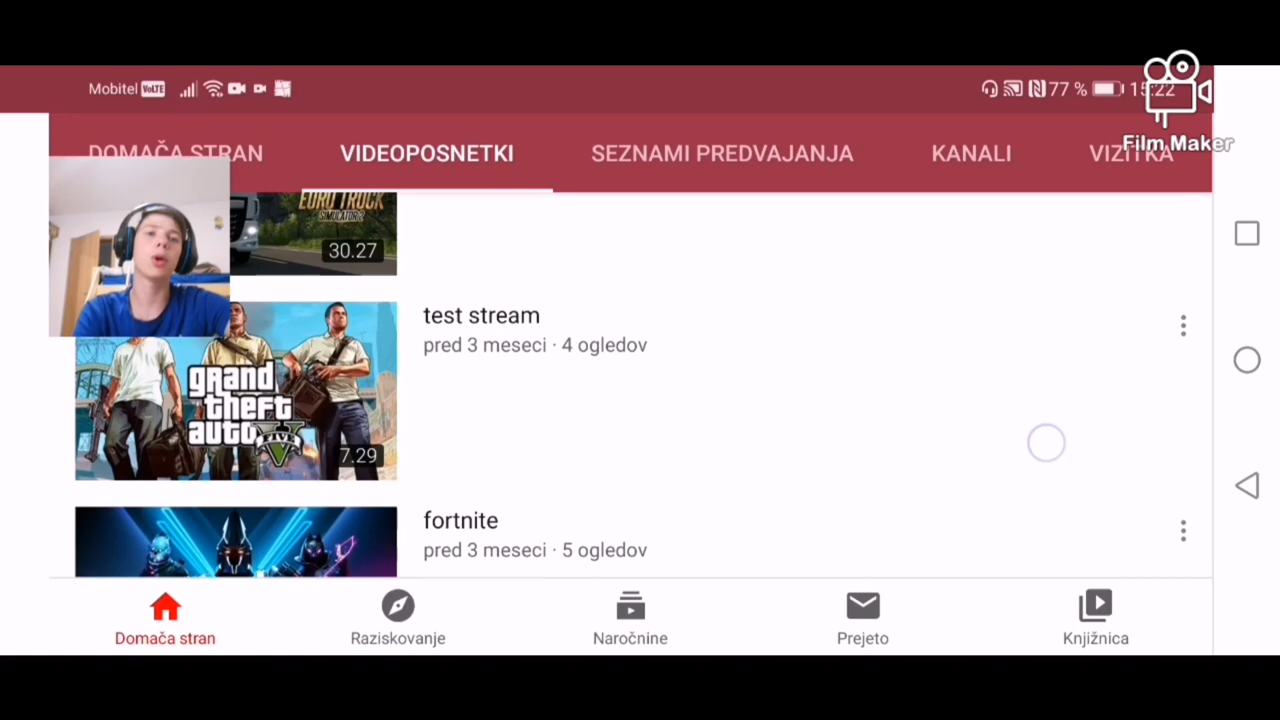 Mobitel VoLTE 77 % 15:22
Film Maker
DOMAČA STRAN VIDEOPOSNETKI SEZNAMI PREDVAJANJA KANALI VIZITKA
EURO TRUCK
SIMULATOR 2
30.27
test stream
pred 3 meseci · 4 ogledov
grand
theft
auto
FIVE
7.29
fortnite
pred 3 meseci · 5 ogledov
Domača stran Raziskovanje Naročnine Prejeto Knjižnica